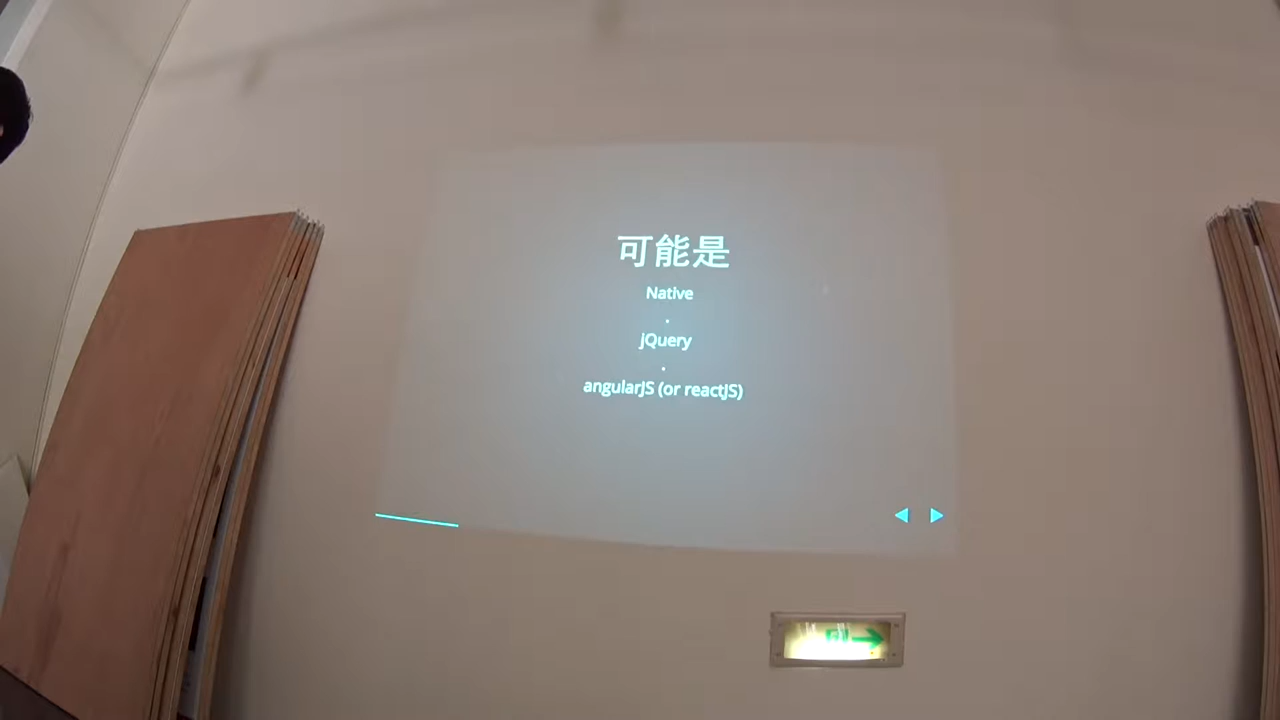 可能是
Native
.
jQuery
.
angularJS (or reactJS)